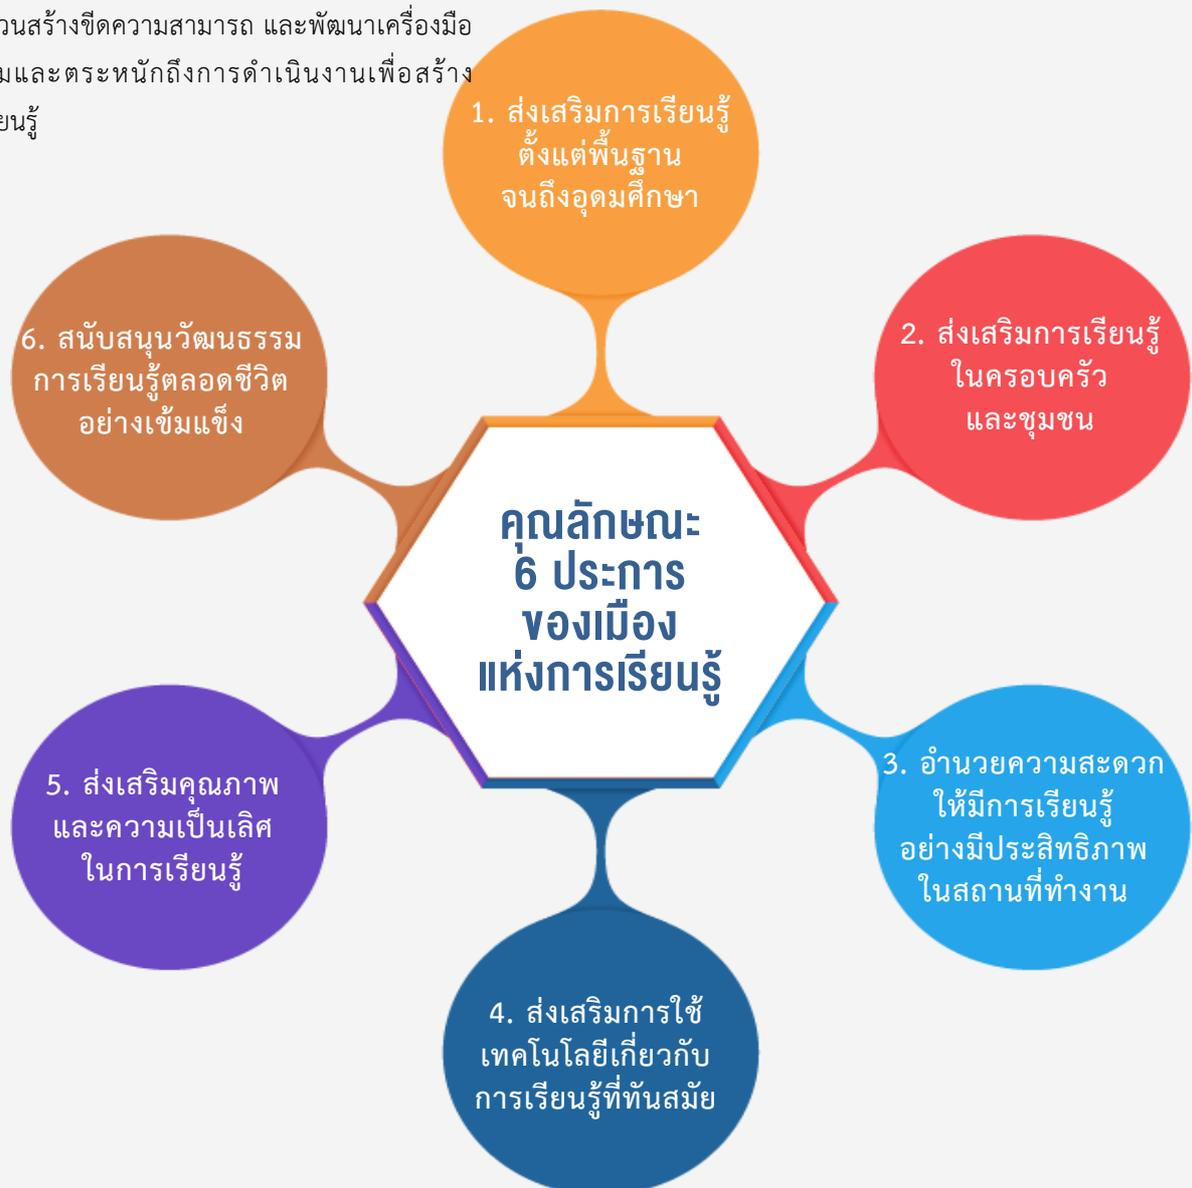 สร้างขีดความสามารถ และพัฒนาเครื่องมือ
และตระหนักถึงการดำเนินงานเพื่อสร้าง
1. ส่งเสริมการเรียนรู้
ตั้งแต่พื้นฐาน
จนถึงอุดมศึกษา
2. ส่งเสริมการเรียนรู้
ในครอบครัว
และชุมชน
3. อำนวยความสะดวก
ให้มีการเรียนรู้
อย่างมีประสิทธิภาพ
ในสถานที่ทำงาน
4. ส่งเสริมการใช้
เทคโนโลยีเกี่ยวกับ
การเรียนรู้ที่ทันสมัย
5. ส่งเสริมคุณภาพ
และความเป็นเลิศ
ในการเรียนรู้
6. สนับสนุนวัฒนธรรม
การเรียนรู้ตลอดชีวิต
อย่างเข้มแข็ง
คุณลักษณะ
6 ประการ
ของเมือง
แห่งการเรียนรู้